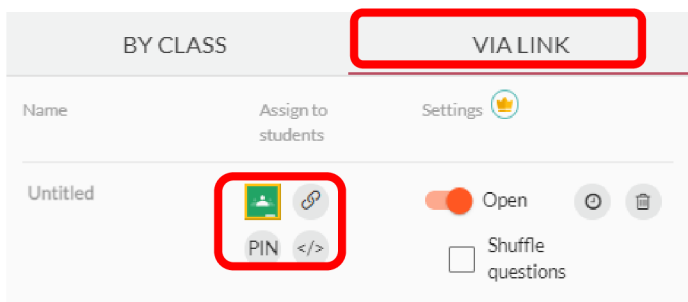 BY CLASS VIA LINK
Name Assign to Settings
students
Untitled Open
PIN </> Shuffle
questions